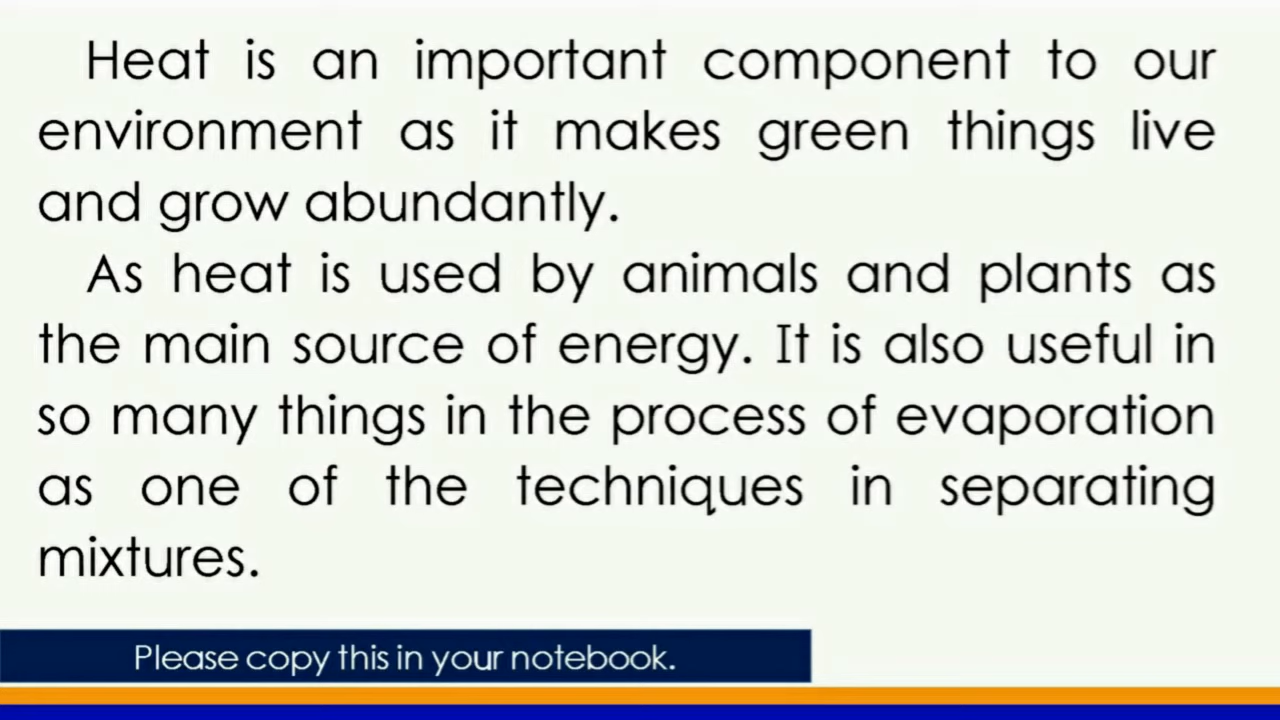 Heat is an important component to our
environment as it makes green things live
and grow abundantly.
As heat is used by animals and plants as
the main source of energy. It is also useful in
so many things in the process of evaporation
as one of the techniques in separating
mixtures.
Please copy this in your notebook.